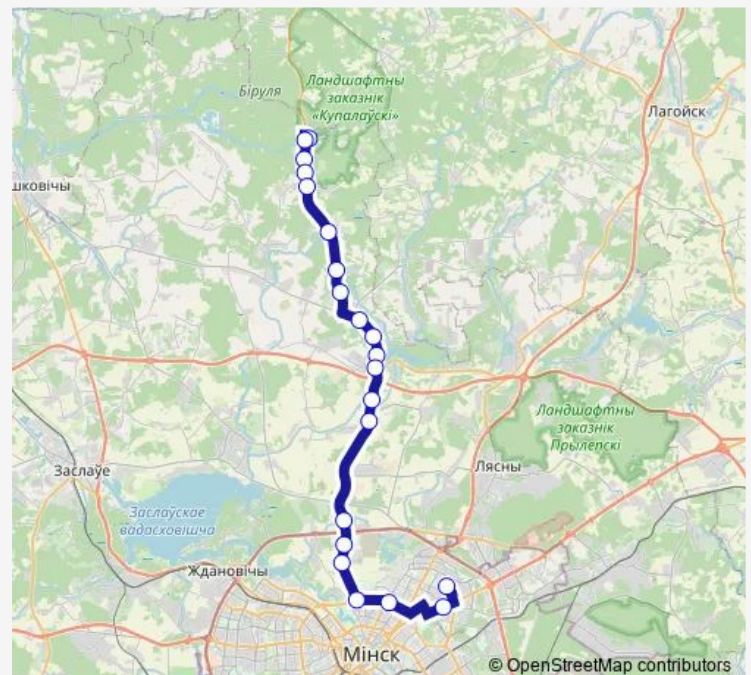 Ландшафтны
заказнік
«Купалаўскі»
Біруля
Лагойск
шковічы
Ландшафтны
заказнік
Прылепскі
Лясны
Заслаўе
Заслаўскае
вадасховішча
Ждановічы
Мінск
© OpenStreetMap contributors